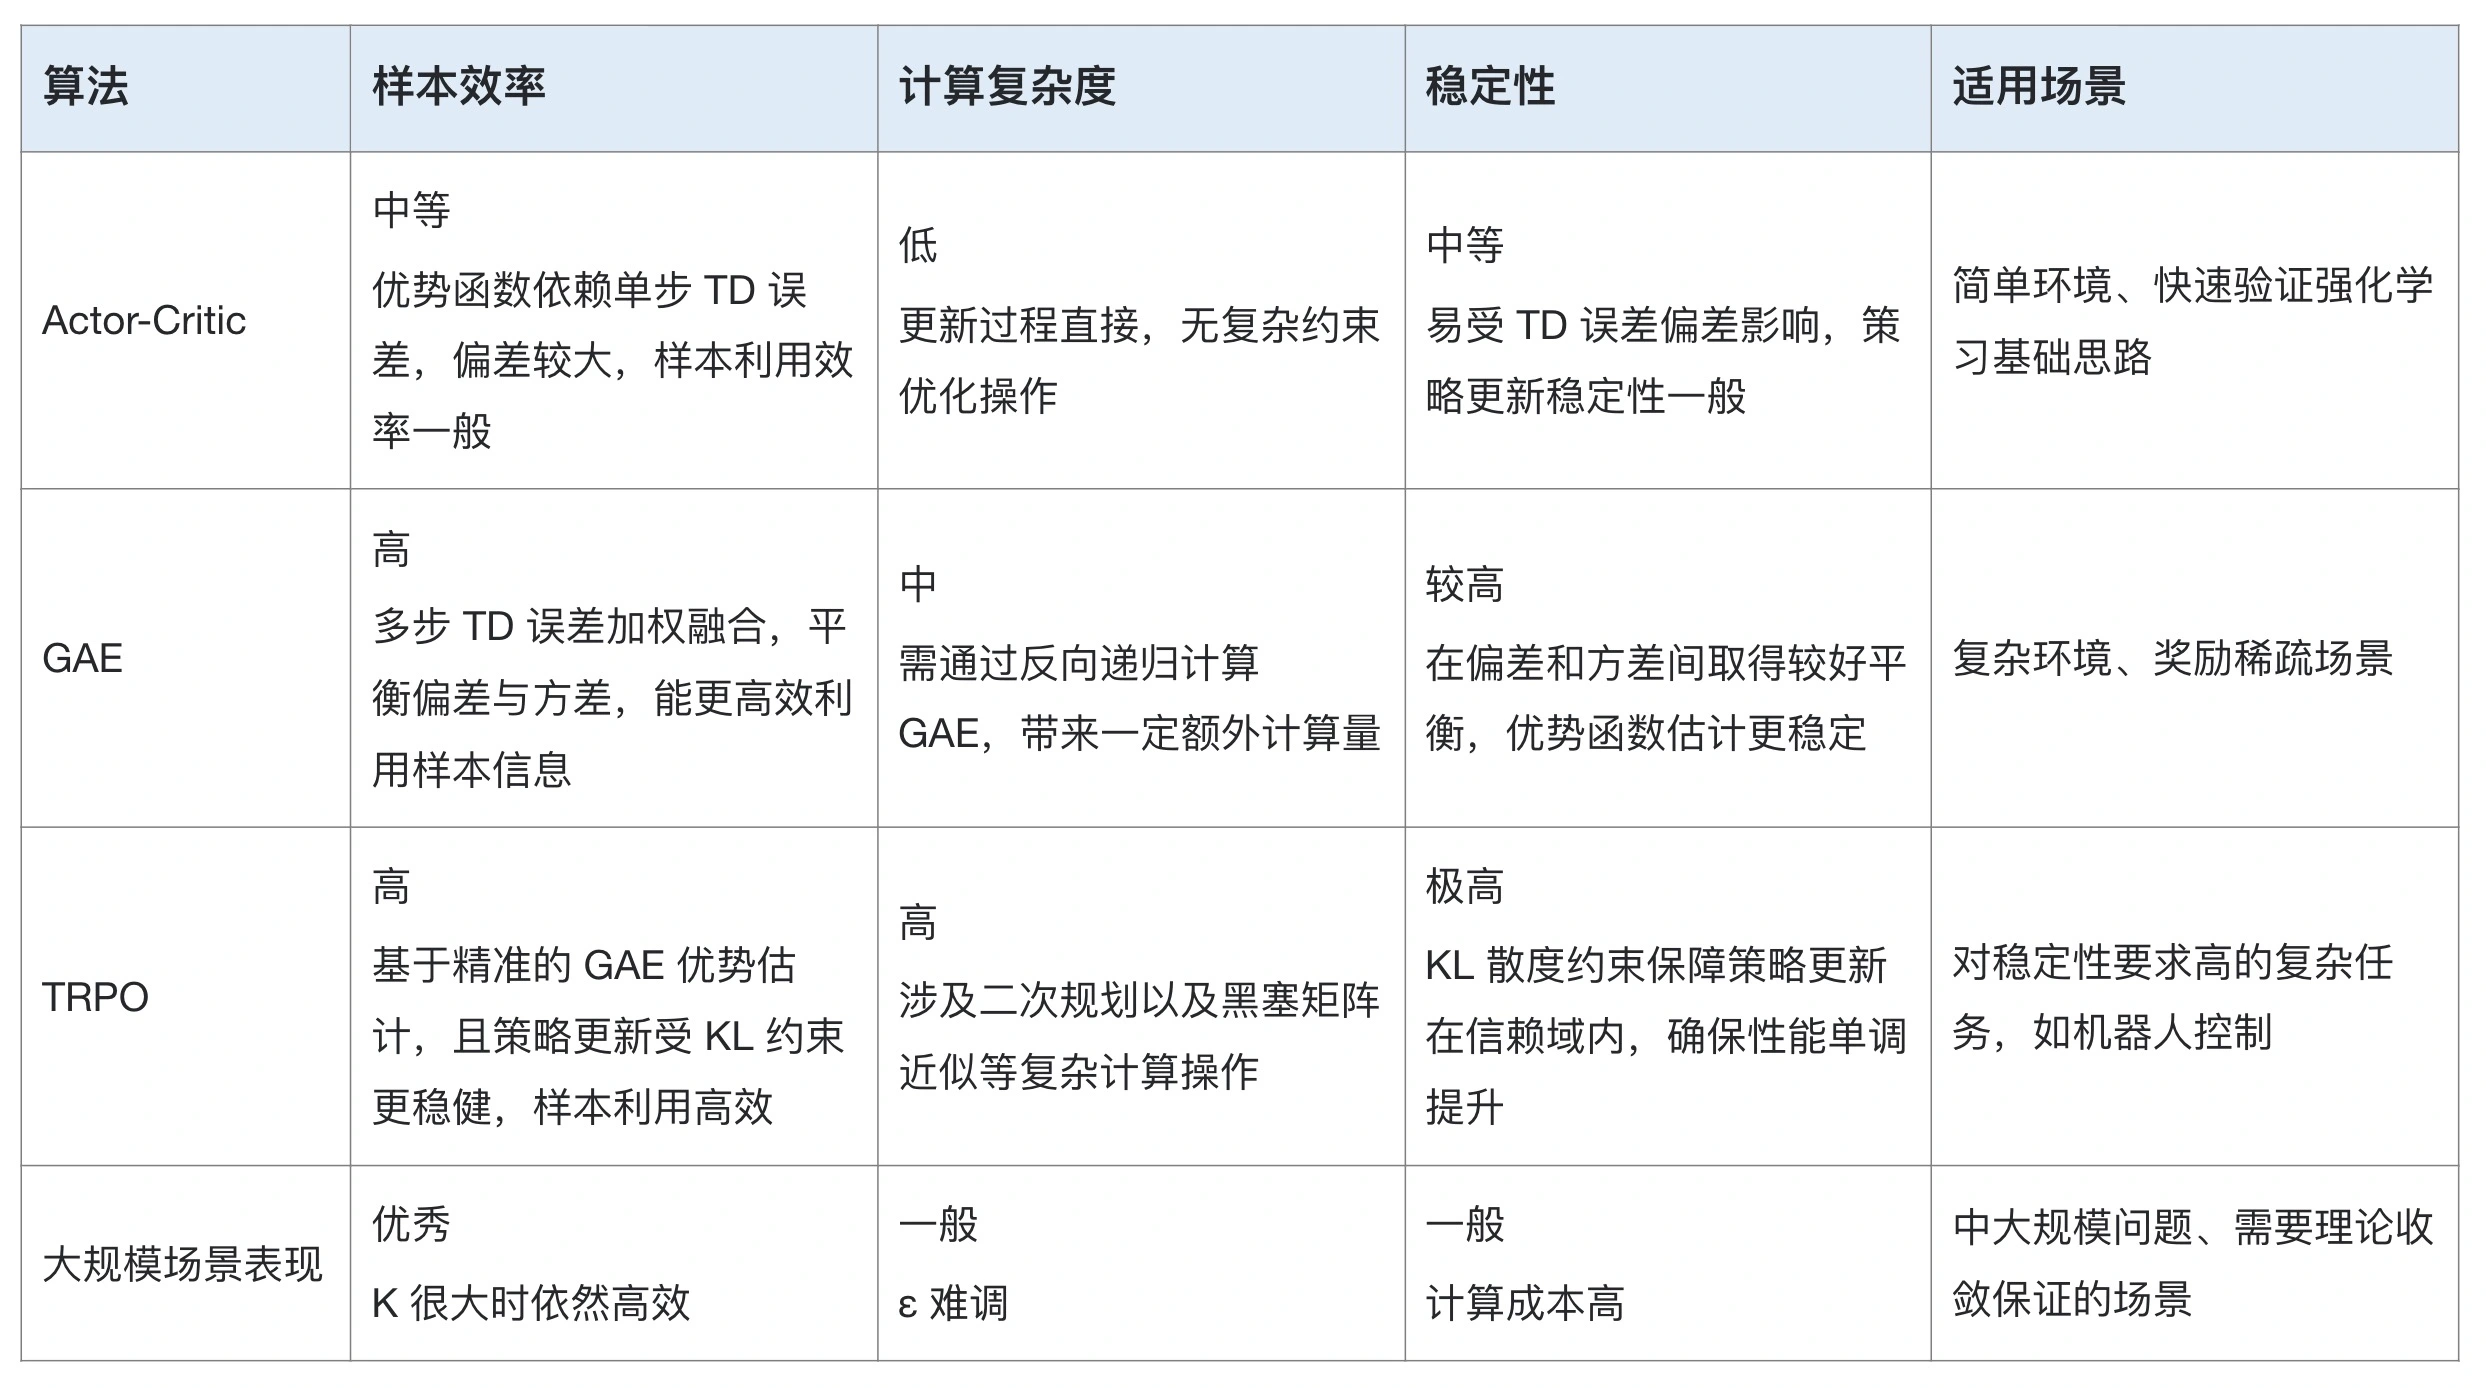 算法
样本效率
计算复杂度
稳定性
适用场景
Actor-Critic
中等
优势函数依赖单步 TD 误
差，偏差较大，样本利用效
率一般
低
更新过程直接，无复杂约束
优化操作
中等
易受 TD 误差偏差影响，策
略更新稳定性一般
简单环境、快速验证强化学
习基础思路
GAE
高
多步 TD 误差加权融合，平
衡偏差与方差，能更高效利
用样本信息
中
需通过反向递归计算
GAE，带来一定额外计算量
较高
在偏差和方差间取得较好平
衡，优势函数估计更稳定
复杂环境、奖励稀疏场景
TRPO
高
基于精准的 GAE 优势估
计，且策略更新受 KL 约束
更稳健，样本利用高效
高
涉及二次规划以及黑塞矩阵
近似等复杂计算操作
极高
KL 散度约束保障策略更新
在信赖域内，确保性能单调
提升
对稳定性要求高的复杂任
务，如机器人控制
大规模场景表现
优秀
K 很大时依然高效
一般
ε 难调
一般
计算成本高
中大规模问题、需要理论收
敛保证的场景